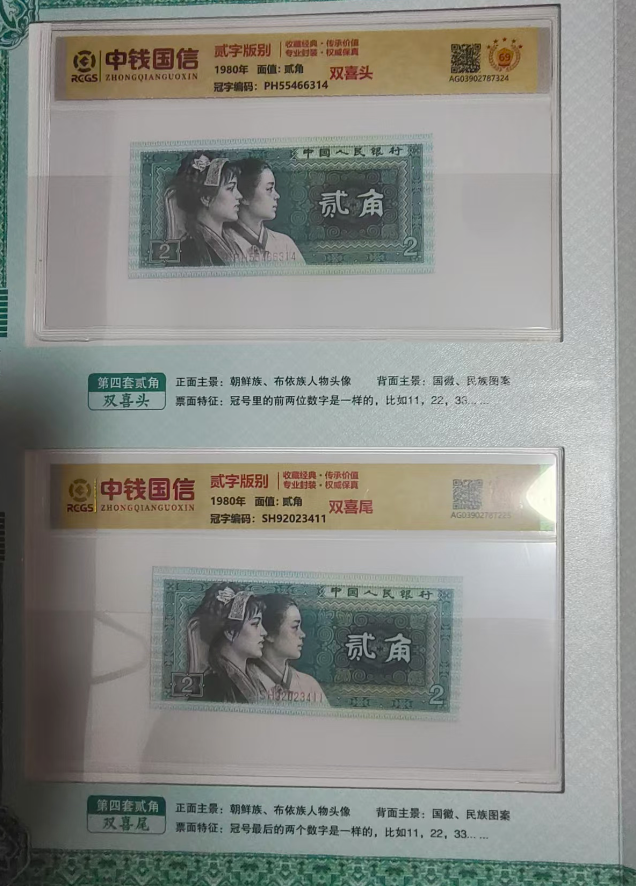 中钱国信
RCGS ZHONGQIANGUOXIN
贰字版别
收藏经典·传承价值
专业封装·权威保真
1980年 面值: 贰角 双喜头
冠字编码: PH55466314
69
AG03902787324
中国人民银行
贰角
2 2
第四套贰角
双喜头
正面主景: 朝鲜族、布依族人物头像 背面主景: 国徽、民族图案
票面特征: 冠号里的前两位数字是一样的, 比如11, 22, 33... ...
中钱国信
RCGS ZHONGQIANGUOXIN
贰字版别
收藏经典·传承价值
专业封装·权威保真
1980年 面值: 贰角 双喜尾
冠字编码: SH92023411
中国人民银行
贰角
SH92023411
2 2
第四套贰角
双喜尾
正面主景: 朝鲜族、布依族人物头像 背面主景: 国徽、民族图案
票面特征: 冠号最后的两个数字是一样的, 比如11, 22, 33... ...